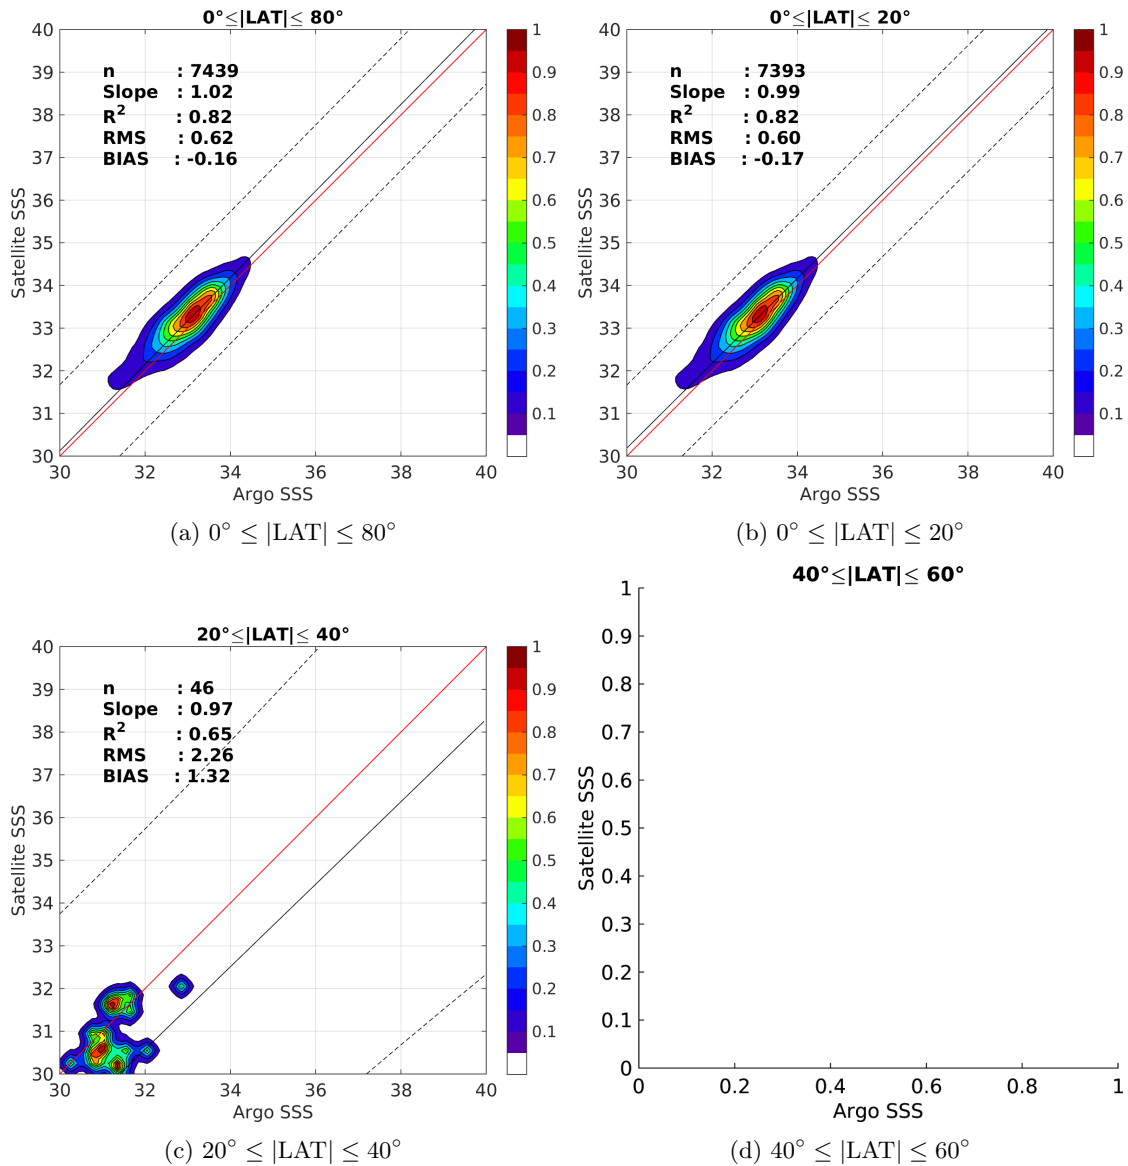 0°≤|LAT|≤ 80°
n : 7439
Slope : 1.02
R² : 0.82
RMS : 0.62
BIAS : -0.16
Satellite SSS
40
39
38
37
36
35
34
33
32
31
30
30 32 34 36 38 40
Argo SSS
1
0.9
0.8
0.7
0.6
0.5
0.4
0.3
0.2
0.1
(a) 0° ≤ |LAT| ≤ 80°
0°≤|LAT|≤ 20°
n : 7393
Slope : 0.99
R² : 0.82
RMS : 0.60
BIAS : -0.17
Satellite SSS
40
39
38
37
36
35
34
33
32
31
30
30 32 34 36 38 40
Argo SSS
1
0.9
0.8
0.7
0.6
0.5
0.4
0.3
0.2
0.1
(b) 0° ≤ |LAT| ≤ 20°
20°≤|LAT|≤ 40°
n : 46
Slope : 0.97
R² : 0.65
RMS : 2.26
BIAS : 1.32
Satellite SSS
40
39
38
37
36
35
34
33
32
31
30
30 32 34 36 38 40
Argo SSS
1
0.9
0.8
0.7
0.6
0.5
0.4
0.3
0.2
0.1
(c) 20° ≤ |LAT| ≤ 40°
40°≤|LAT|≤ 60°
Satellite SSS
1
0.9
0.8
0.7
0.6
0.5
0.4
0.3
0.2
0.1
0
0 0.2 0.4 0.6 0.8 1
Argo SSS
(d) 40° ≤ |LAT| ≤ 60°